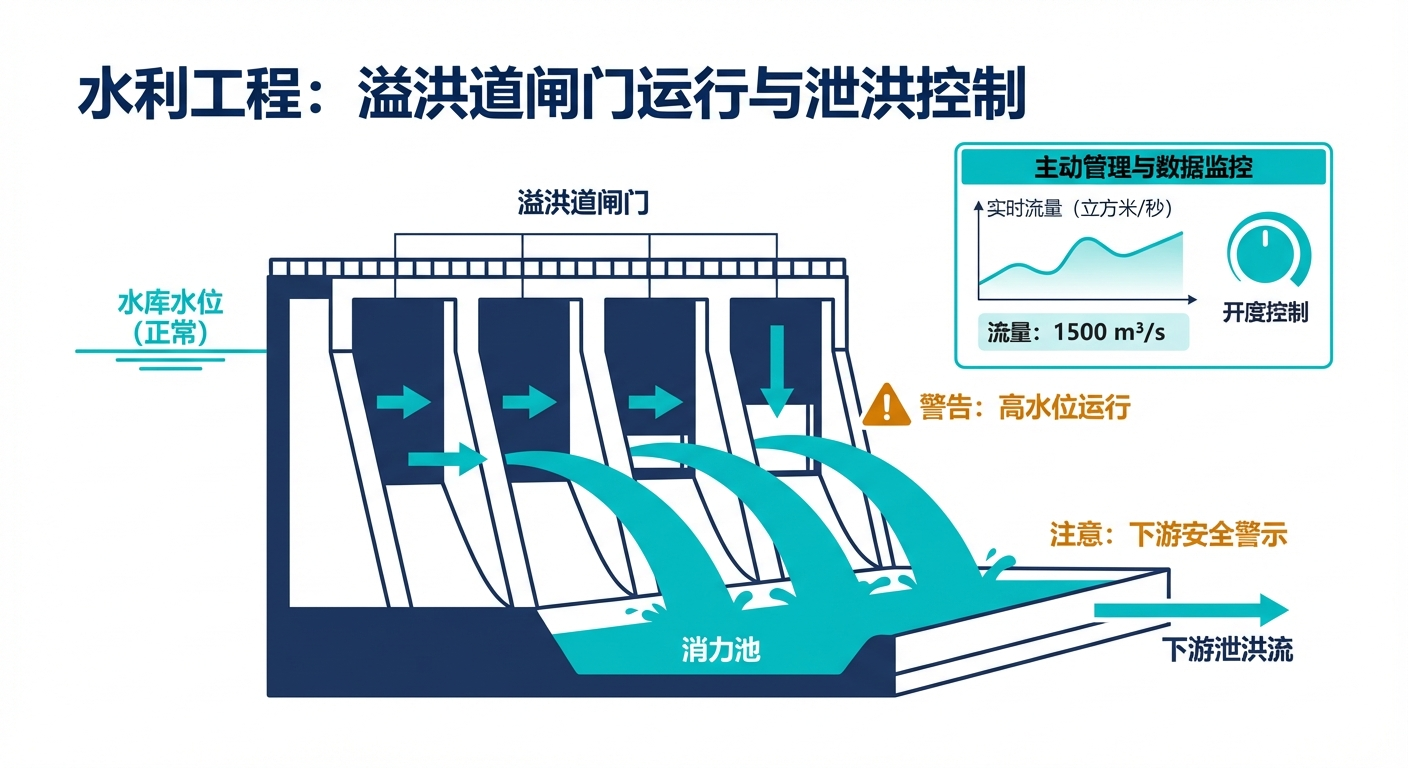 水利工程：溢洪道闸门运行与泄洪控制
主动管理与数据监控
实时流量（立方米/秒）
开度控制
流量：1500 m³/s
溢洪道闸门
水库水位
（正常）
警告：高水位运行
注意：下游安全警示
下游泄洪流
消力池